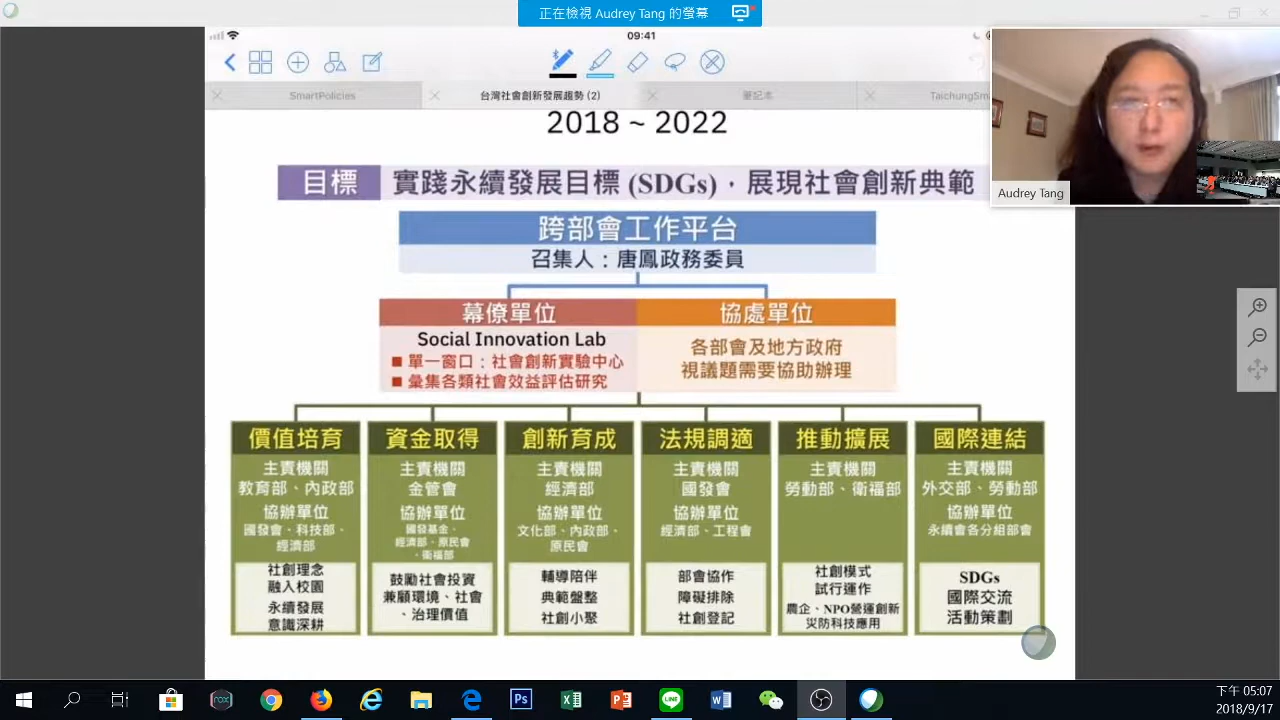 正在檢視 Audrey Tang 的螢幕
09:41
SmartPolicies
台灣社會創新發展趨勢 (2)
筆記本
TaichungSm
2018 ~ 2022
目標
實踐永續發展目標 (SDGs)，展現社會創新典範
Audrey Tang
跨部會工作平台
召集人：唐鳳政務委員
幕僚單位
Social Innovation Lab
■ 單一窗口：社會創新實驗中心
■ 彙集各類社會效益評估研究
協處單位
各部會及地方政府
視議題需要協助辦理
價值培育
主責機關
教育部、內政部
協辦單位
國發會、科技部、
經濟部
社創理念
融入校園
永續發展
意識深耕
資金取得
主責機關
金管會
協辦單位
國發基金、
經濟部、原民會
、衛福部
鼓勵社會投資
兼顧環境、社會
、治理價值
創新育成
主責機關
經濟部
協辦單位
文化部、內政部、
原民會
輔導陪伴
典範盤整
社創小聚
法規調適
主責機關
國發會
協辦單位
經濟部、工程會
部會協作
障礙排除
社創登記
推動擴展
主責機關
勞動部、衛福部
社創模式
試行運作
農企、NPO營運創新
災防科技應用
國際連結
主責機關
外交部、勞動部
協辦單位
永續會各分組部會
SDGs
國際交流
活動策劃
下午 05:07
2018/9/17